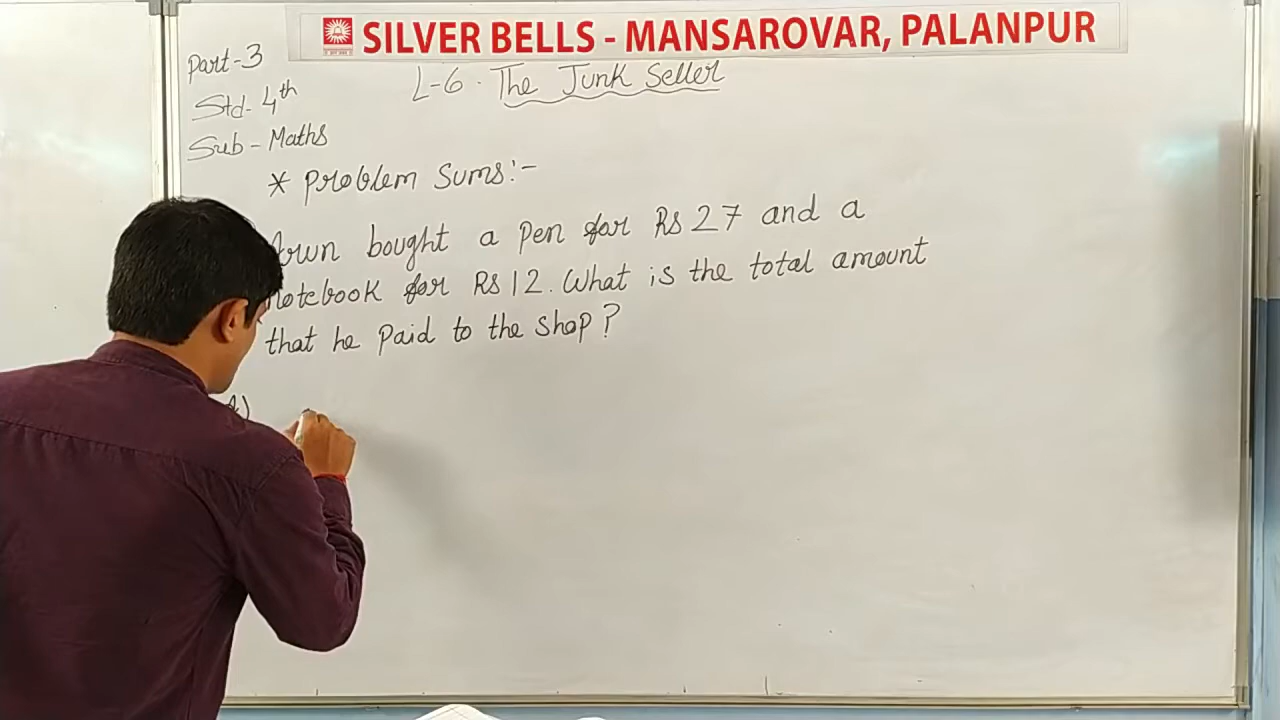 SILVER BELLS - MANSAROVAR, PALANPUR
Part-3
L-6. The Junk Seller
Std- 4th
Sub - Maths
* Problem Sums:-
Arun bought a Pen for Rs 27 and a
notebook for Rs 12. What is the total amount
that he Paid to the Shop?